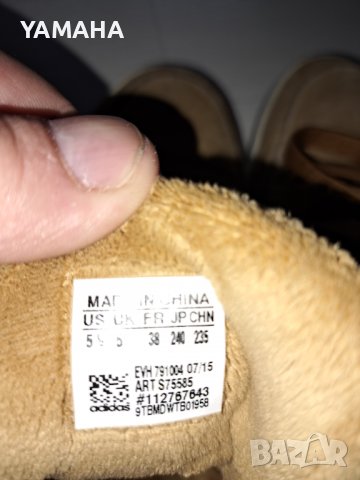 YAMAHA
MADE IN CHINA
US UK FR JP CHN
5 ½ 5 38 240 235
EVH 791004 07/15
ART S75585
#112767643
adidas 9TBMDWTB01958
BAZAR